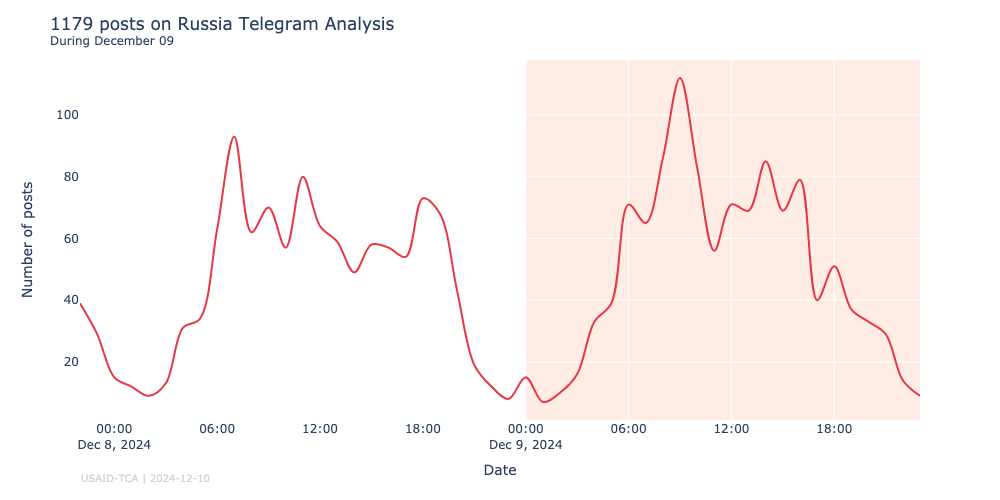 1179 posts on Russia Telegram Analysis
During December 09
Number of posts
100
80
60
40
20
00:00 06:00 12:00 18:00 00:00 06:00 12:00 18:00
Dec 8, 2024 Dec 9, 2024
Date
USAID-TCA | 2024-12-10